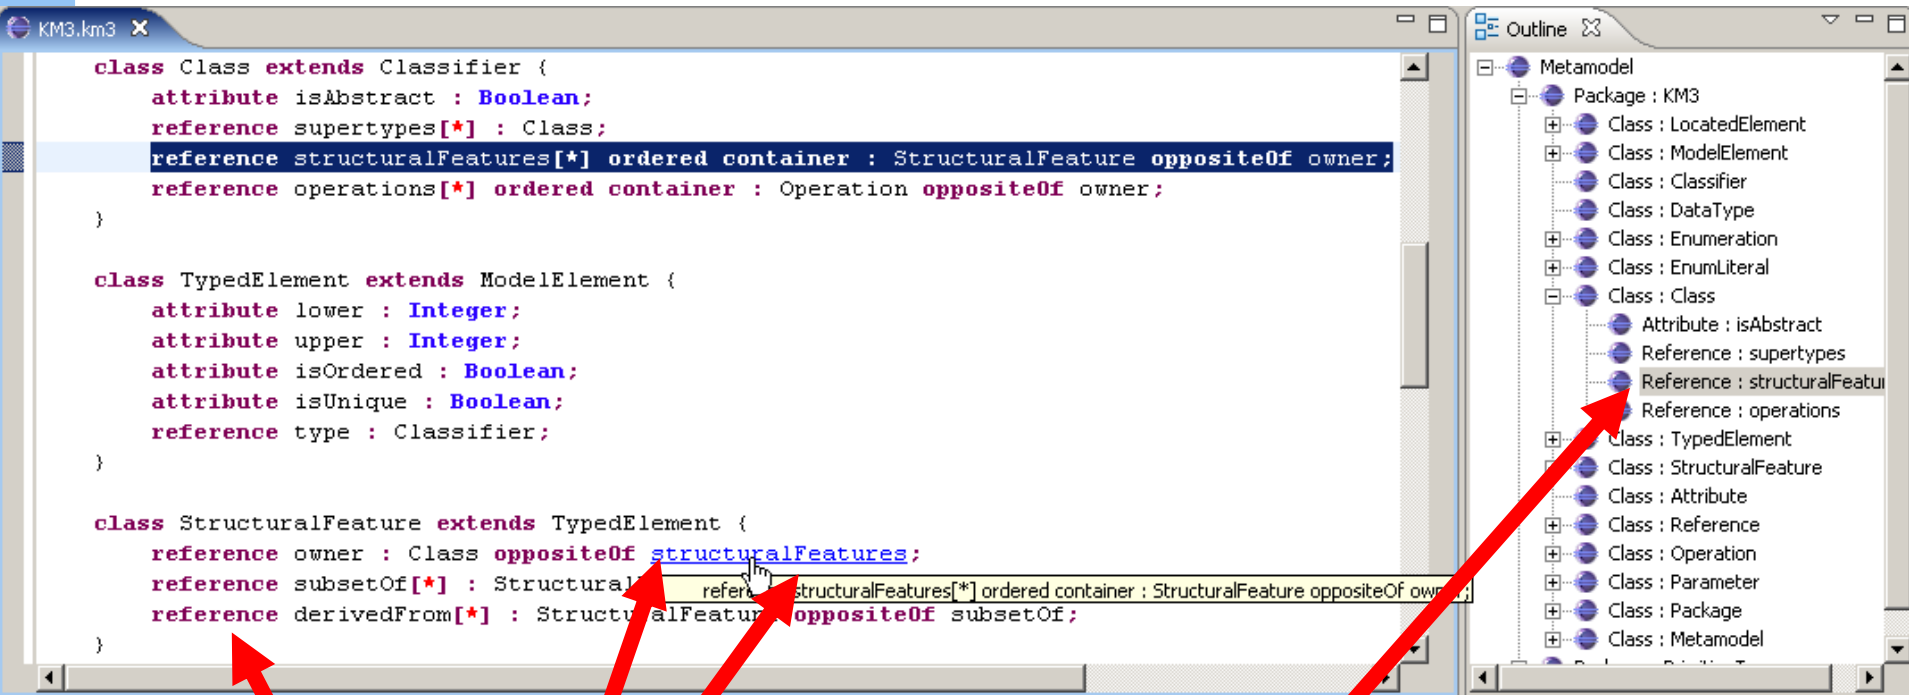 KM3.km3
class Class extends Classifier {
attribute isAbstract : Boolean;
reference supertypes[*] : Class;
reference structuralFeatures[*] ordered container : StructuralFeature oppositeOf owner;
reference operations[*] ordered container : Operation oppositeOf owner;
}
class TypedElement extends ModelElement {
attribute lower : Integer;
attribute upper : Integer;
attribute isOrdered : Boolean;
attribute isUnique : Boolean;
reference type : Classifier;
}
class StructuralFeature extends TypedElement {
reference owner : Class oppositeOf structuralFeatures;
reference subsetOf[*] : Structural
structuralFeatures[*] ordered container : StructuralFeature oppositeOf
reference derivedFrom[*] : StructuralFeature oppositeOf subsetOf;
}
Outline
Metamodel
Package : KM3
Class : LocatedElement
Class : ModelElement
Class : Classifier
Class : DataType
Class : Enumeration
Class : EnumLiteral
Class : Class
Attribute : isAbstract
Reference : supertypes
Reference : structuralFeatu
Reference : operations
Class : TypedElement
Class : StructuralFeature
Class : Attribute
Class : Reference
Class : Operation
Class : Parameter
Class : Package
Class : Metamodel